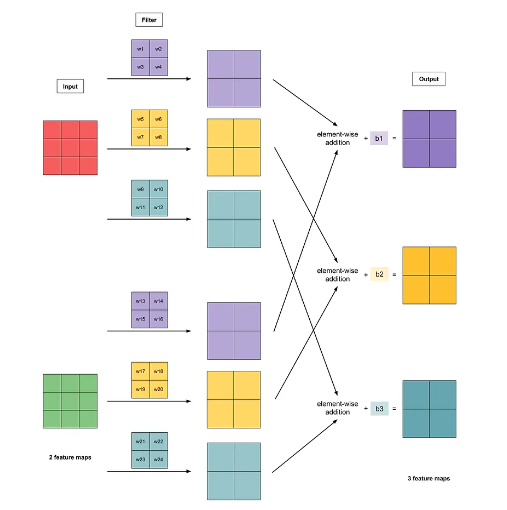 Filter
Input
Output
w1 w2
w3 w4
element-wise
addition
+ b1 =
w5 w6
w7 w8
w9 w10
w11 w12
element-wise
addition
+ b2 =
w13 w14
w15 w16
w17 w18
w19 w20
element-wise
addition
+ b3 =
w21 w22
w23 w24
2 feature maps
3 feature maps